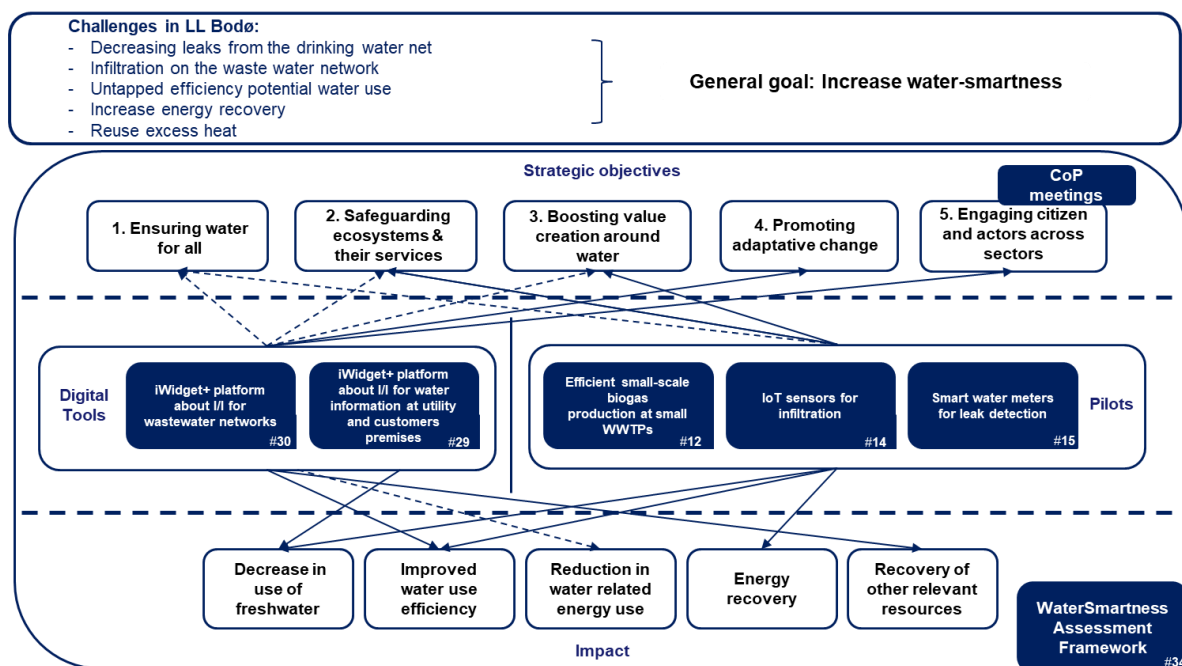 Challenges in LL Bodø:
- Decreasing leaks from the drinking water net
- Infiltration on the waste water network
- Untapped efficiency potential water use
- Increase energy recovery
- Reuse excess heat
General goal: Increase water-smartness
Strategic objectives
CoP
meetings
1. Ensuring water
for all
2. Safeguarding
ecosystems &
their services
3. Boosting value
creation around
water
4. Promoting
adaptative change
5. Engaging citizen
and actors across
sectors
Digital
Tools
iWidget+ platform
about I/I for
wastewater networks
#30
iWidget+ platform
about I/I for water
information at utility
and customers
premises
#29
Efficient small-scale
biogas
production at small
WWTPs
#12
IoT sensors for
infiltration
#14
Smart water meters
for leak detection
#15
Pilots
Decrease in
use of
freshwater
Improved
water use
efficiency
Reduction in
water related
energy use
Energy
recovery
Recovery of
other relevant
resources
Impact
WaterSmartness
Assessment
Framework
#34